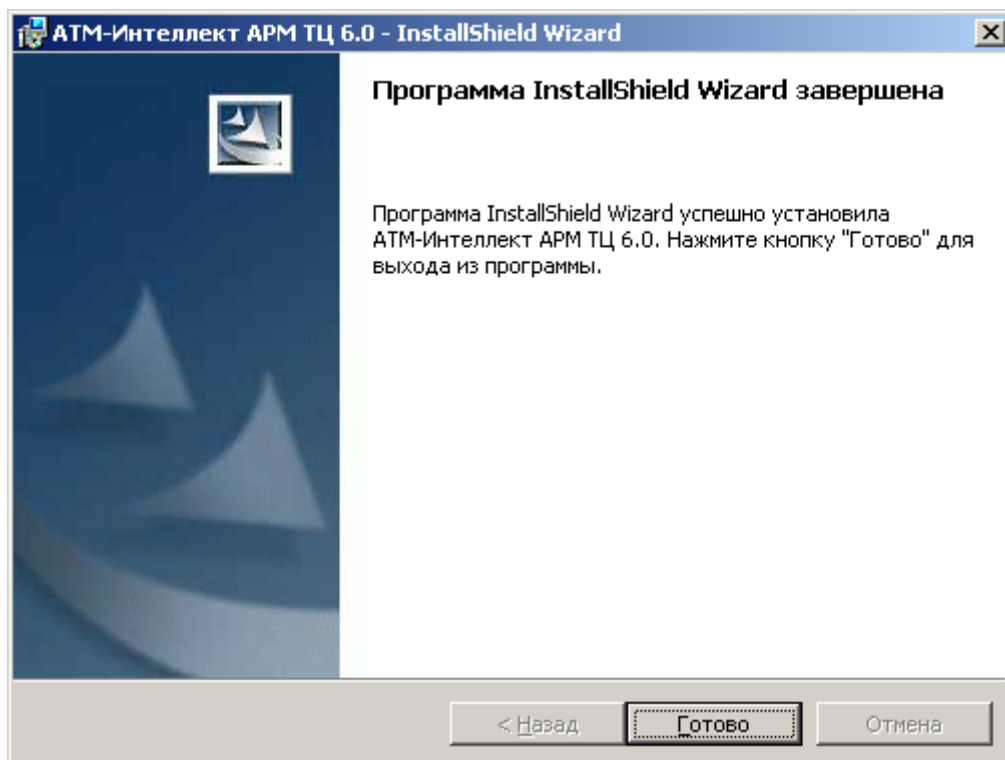 АТМ-Интеллект АРМ ТЦ 6.0 - InstallShield Wizard
Программа InstallShield Wizard завершена
Программа InstallShield Wizard успешно установила
АТМ-Интеллект АРМ ТЦ 6.0. Нажмите кнопку "Готово" для
выхода из программы.
< Назад Готово Отмена